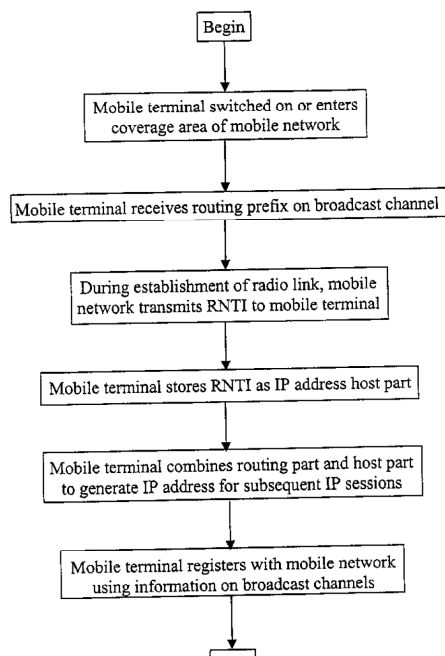 Begin
Mobile terminal switched on or enters
coverage area of mobile network
Mobile terminal receives routing prefix on broadcast channel
During establishment of radio link, mobile
network transmits RNTI to mobile terminal
Mobile terminal stores RNTI as IP address host part
Mobile terminal combines routing part and host part
to generate IP address for subsequent IP sessions
Mobile terminal registers with mobile network
using information on broadcast channels